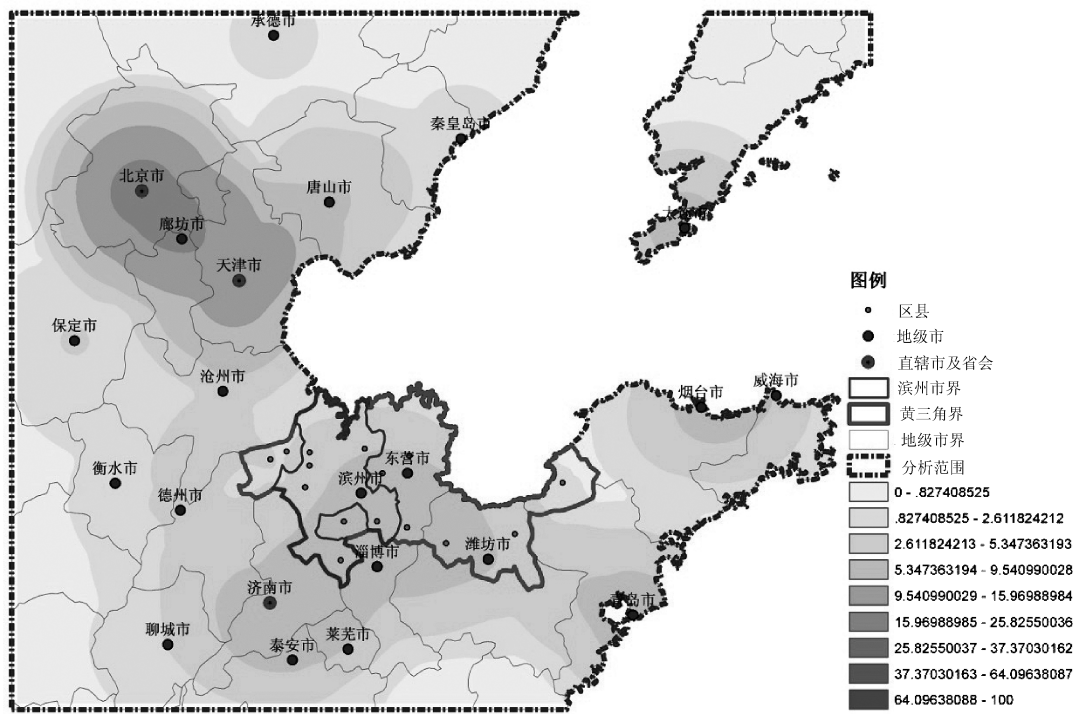 承德市
秦皇岛市
北京市
唐山市
廊坊市
天津市
保定市
沧州市
烟台市
威海市
衡水市
德州市
滨州市
东营市
淄博市
潍坊市
济南市
青岛市
聊城市
泰安市
莱芜市
图例
区县
地级市
直辖市及省会
滨州市界
黄三角界
地级市界
分析范围
0 - .827408525
.827408525 - 2.611824212
2.611824213 - 5.347363193
5.347363194 - 9.540990028
9.540990029 - 15.96988984
15.96988985 - 25.82550036
25.82550037 - 37.37030162
37.37030163 - 64.09638087
64.09638088 - 100